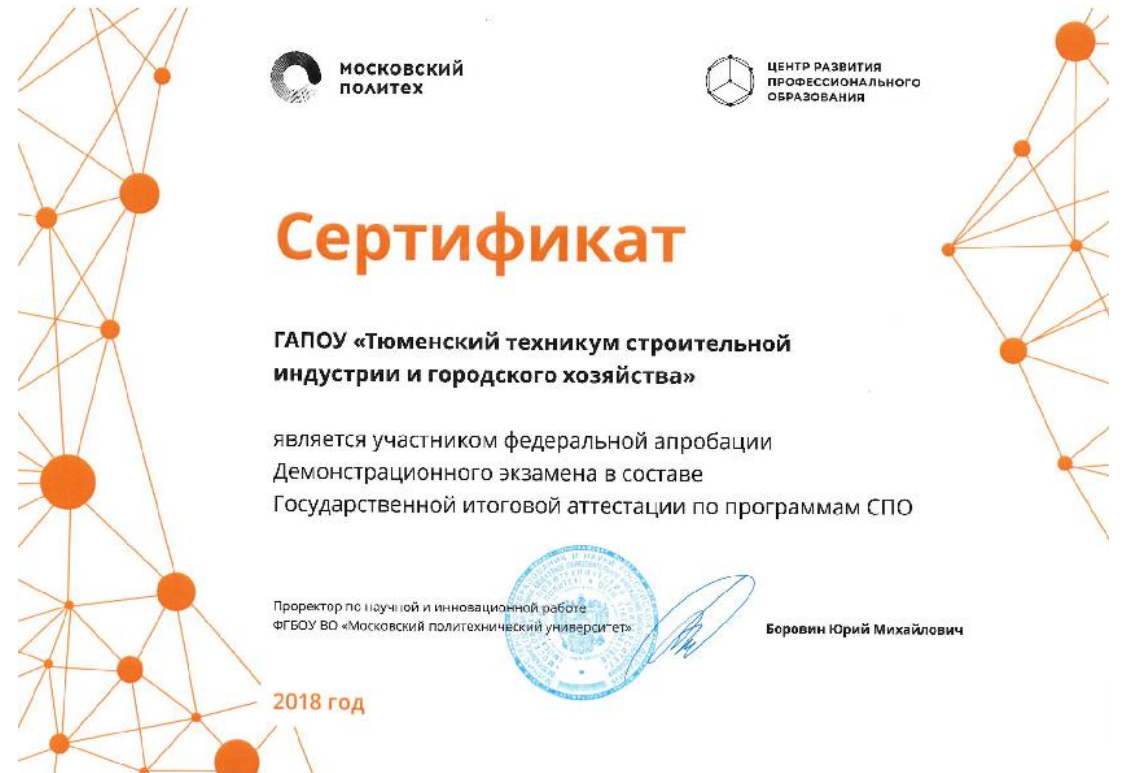 московский
политех
ЦЕНТР РАЗВИТИЯ
ПРОФЕССИОНАЛЬНОГО
ОБРАЗОВАНИЯ
Сертификат
ГАПОУ «Тюменский техникум строительной
индустрии и городского хозяйства»
является участником федеральной апробации
Демонстрационного экзамена в составе
Государственной итоговой аттестации по программам СПО
Проректор по научной и инновационной работе
ФГБОУ ВО «Московский политехнический университет»
Боровин Юрий Михайлович
2018 год